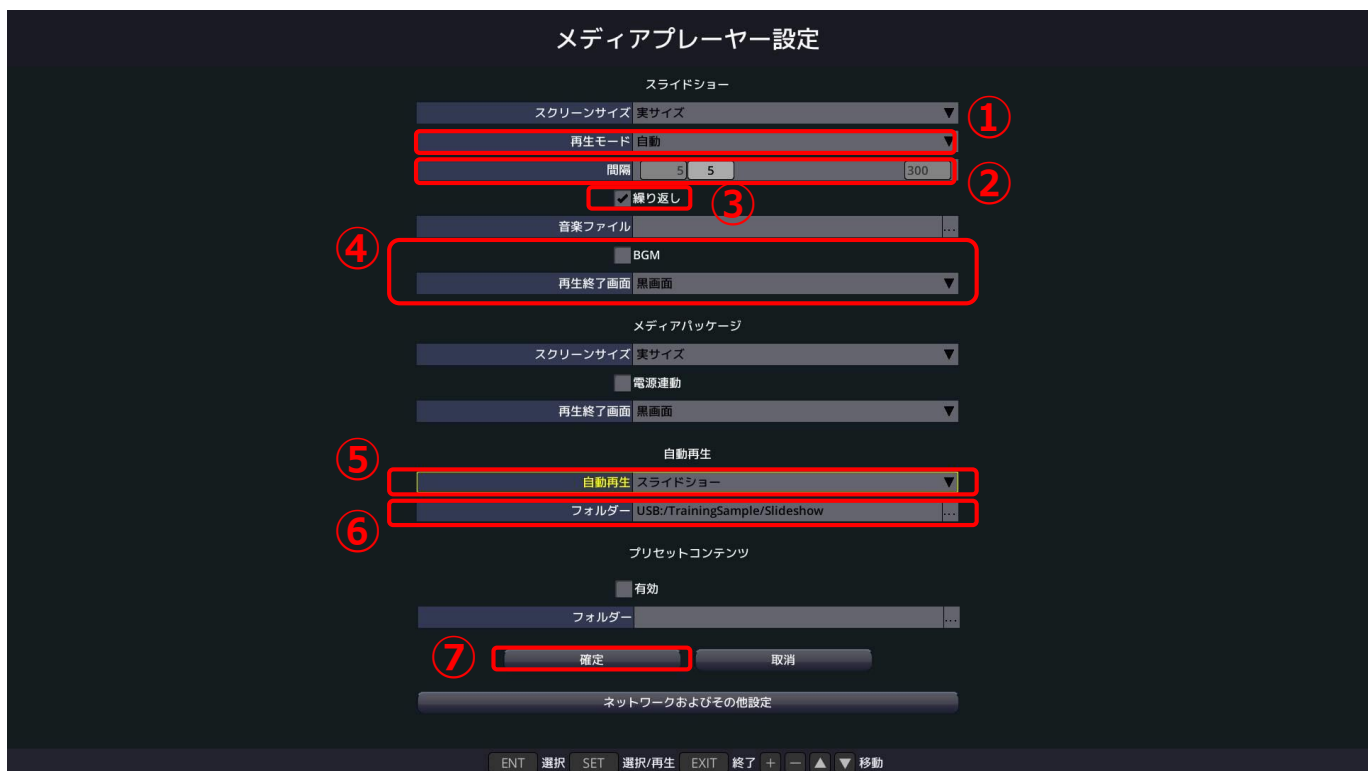 メディアプレーヤー設定
スライドショー
スクリーンサイズ 実サイズ ▼ ①
再生モード 自動 ▼
間隔 5 5 300 ②
✔ 繰り返し ③
音楽ファイル ...
④ BGM
再生終了画面 黒画面 ▼
メディアパッケージ
スクリーンサイズ 実サイズ ▼
電源連動
再生終了画面 黒画面 ▼
自動再生
⑤ 自動再生 スライドショー ▼
⑥ フォルダー USB:/TrainingSample/Slideshow ...
プリセットコンテンツ
有効
フォルダー ...
⑦ 確定 取消
ネットワークおよびその他設定
ENT 選択 SET 選択/再生 EXIT 終了 + − ▲ ▼ 移動